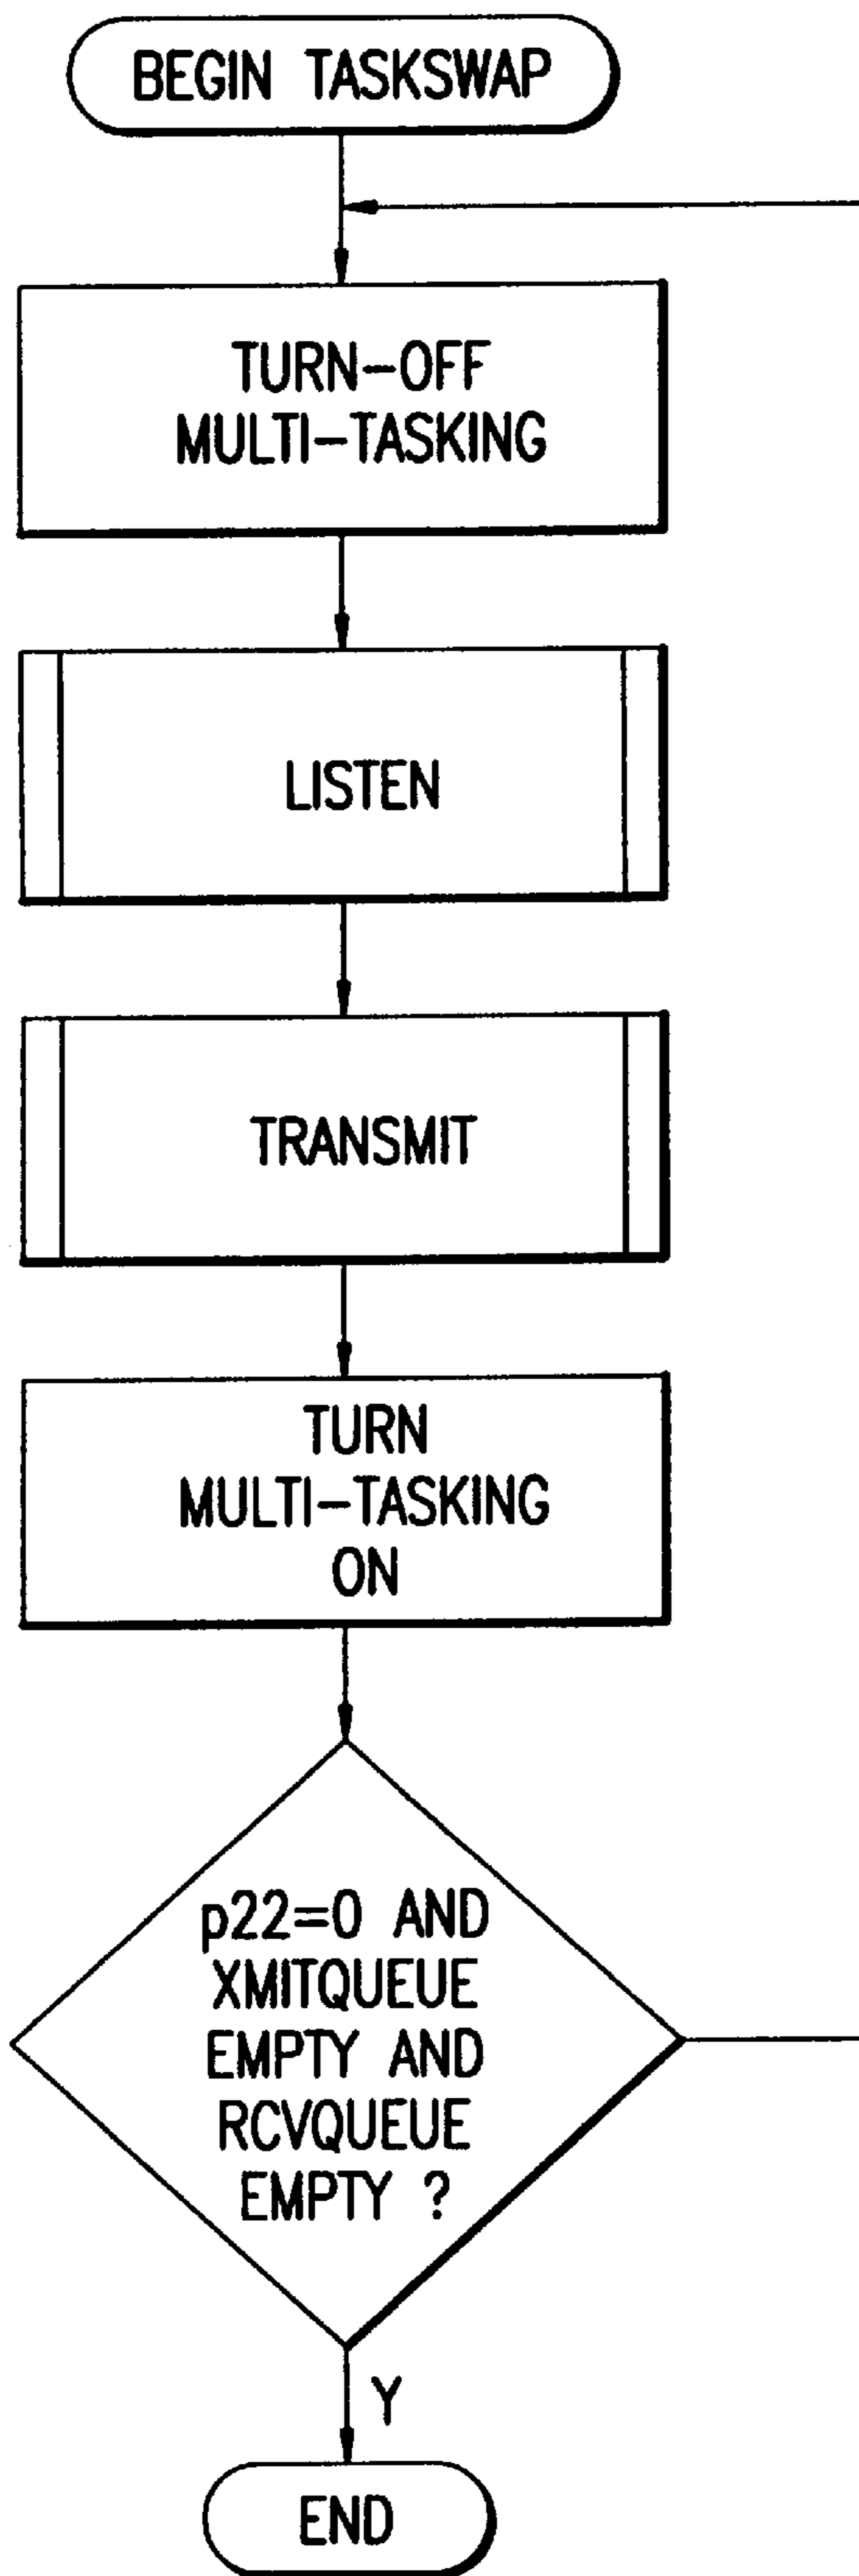 BEGIN TASKSWAP
TURN-OFF
MULTI-TASKING
LISTEN
TRANSMIT
TURN
MULTI-TASKING
ON
p22=0 AND
XMITQUEUE
EMPTY AND
RCVQUEUE
EMPTY ?
Y
END